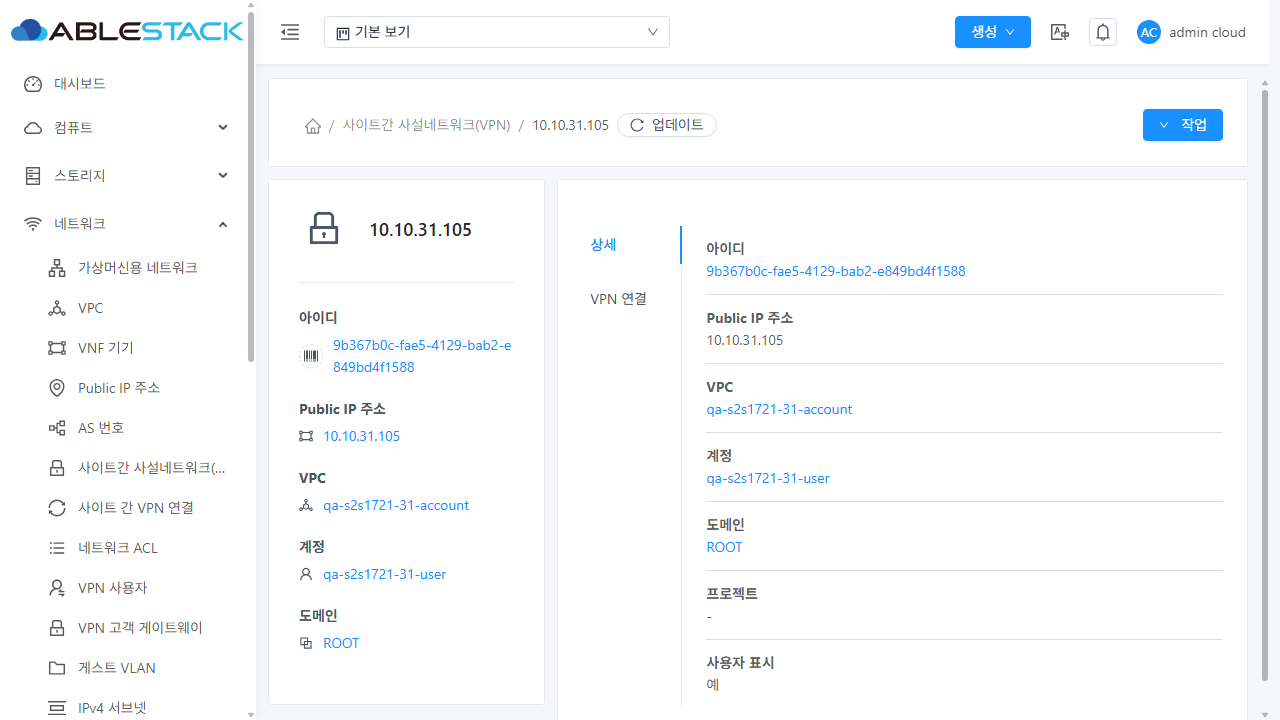 ABLESTACK
기본 보기
생성
admin cloud
AC
대시보드
컴퓨트
스토리지
네트워크
가상머신용 네트워크
VPC
VNF 기기
Public IP 주소
AS 번호
사이트간 사설네트워크(...
사이트 간 VPN 연결
네트워크 ACL
VPN 사용자
VPN 고객 게이트웨이
게스트 VLAN
IPv4 서브넷
/ 사이트간 사설네트워크(VPN) / 10.10.31.105 업데이트
작업
10.10.31.105
아이디
9b367b0c-fae5-4129-bab2-e
849bd4f1588
Public IP 주소
10.10.31.105
VPC
qa-s2s1721-31-account
계정
qa-s2s1721-31-user
도메인
ROOT
상세
VPN 연결
아이디
9b367b0c-fae5-4129-bab2-e849bd4f1588
Public IP 주소
10.10.31.105
VPC
qa-s2s1721-31-account
계정
qa-s2s1721-31-user
도메인
ROOT
프로젝트
-
사용자 표시
예